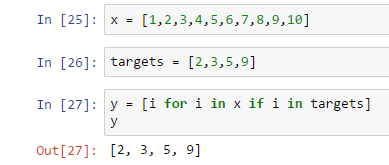 In [25]: x = [1,2,3,4,5,6,7,8,9,10]
In [26]: targets = [2,3,5,9]
In [27]: y = [i for i in x if i in targets]
y
Out[27]: [2, 3, 5, 9]